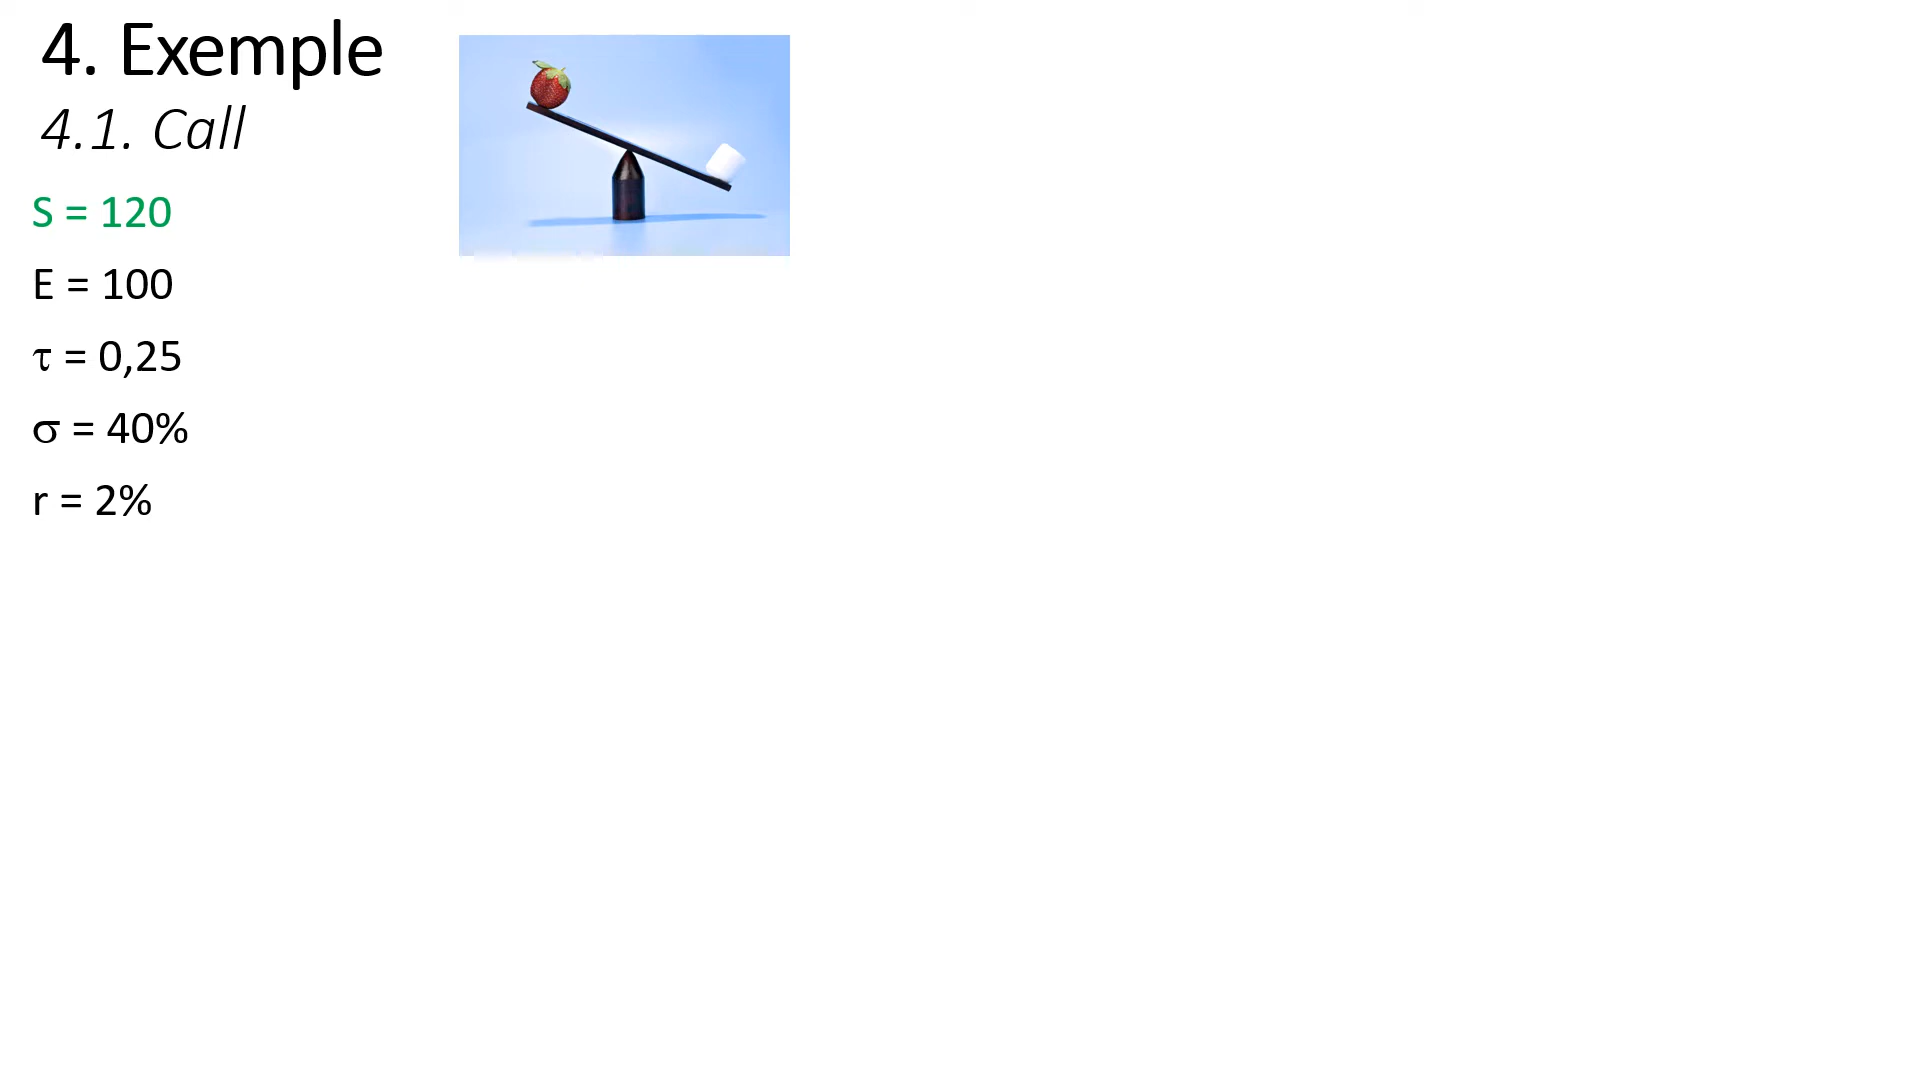 4. Exemple
4.1. Call
S = 120
E = 100
τ = 0,25
σ = 40%
r = 2%